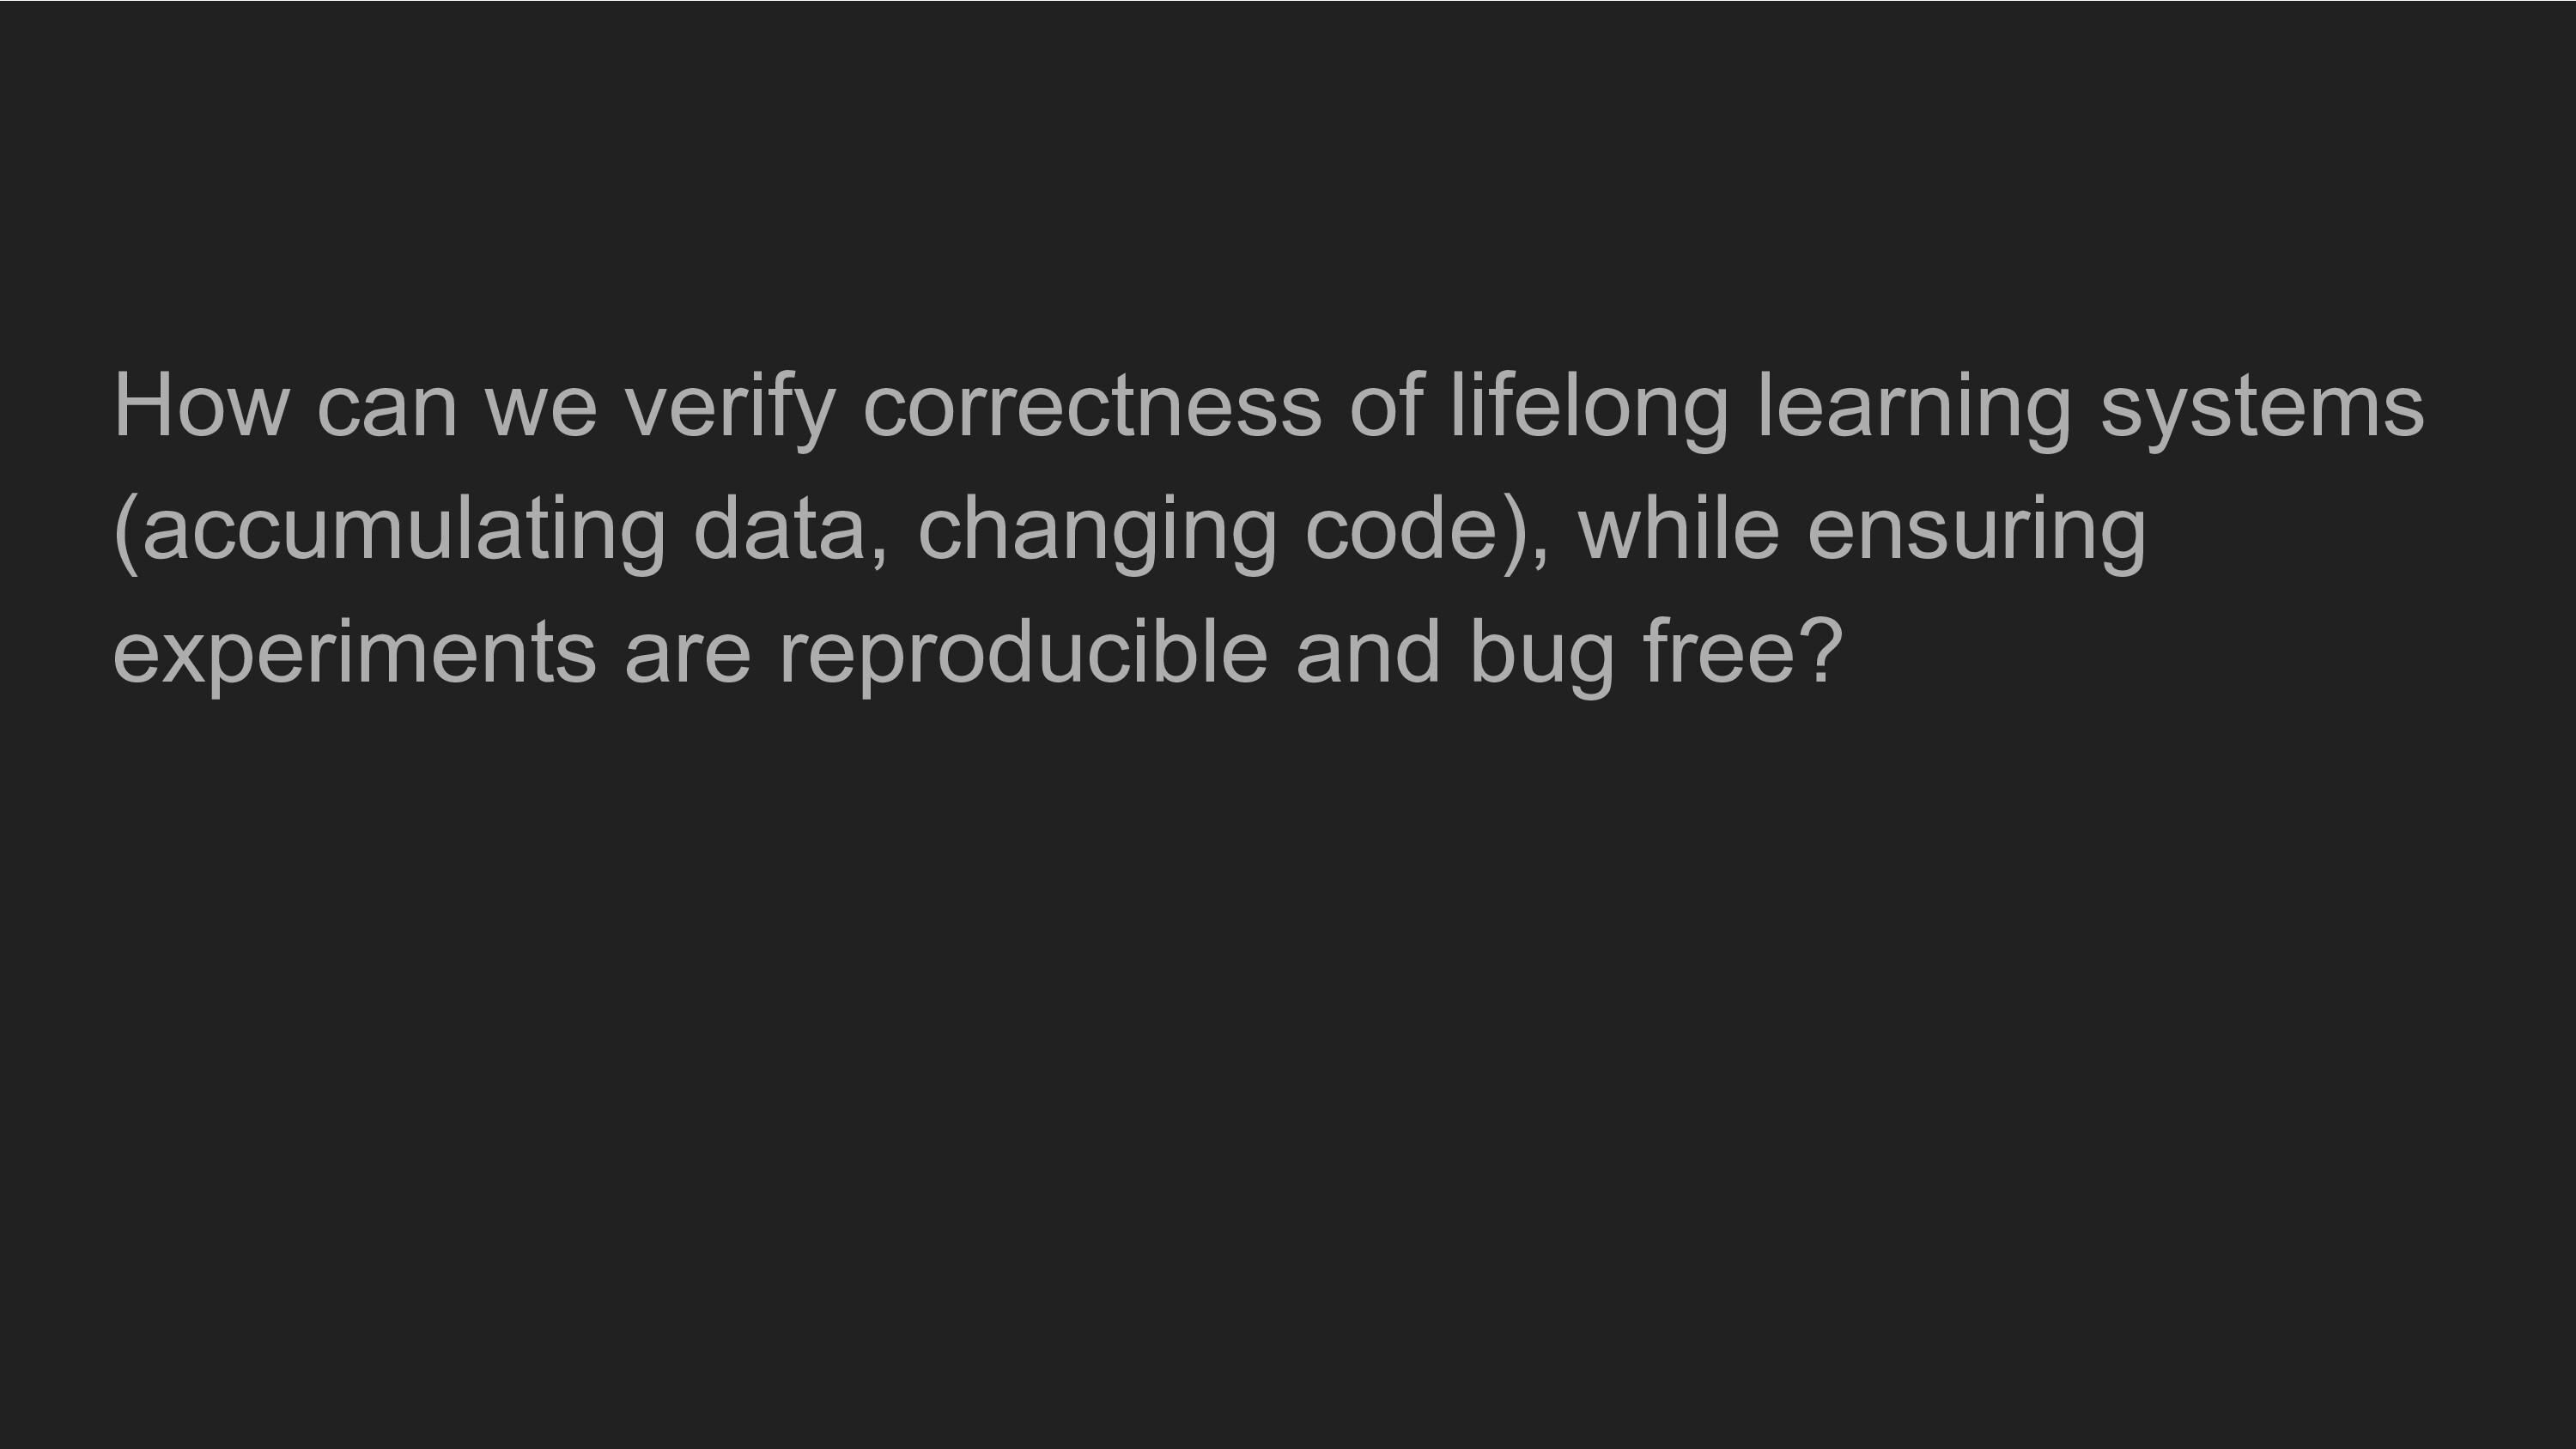 How can we verify correctness of lifelong learning systems
(accumulating data, changing code), while ensuring
experiments are reproducible and bug free?